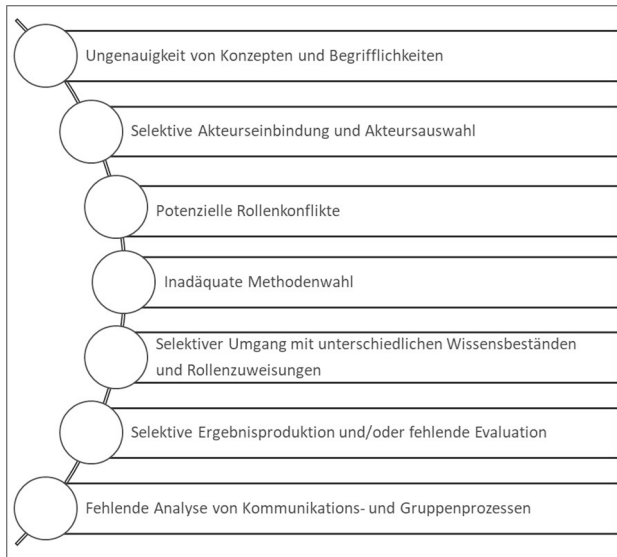 Ungenauigkeit von Konzepten und Begrifflichkeiten
Selektive Akteurseinbindung und Akteursauswahl
Potenzielle Rollenkonflikte
Inadäquate Methodenwahl
Selektiver Umgang mit unterschiedlichen Wissensbeständen
und Rollenzuweisungen
Selektive Ergebnisproduktion und/oder fehlende Evaluation
Fehlende Analyse von Kommunikations- und Gruppenprozessen